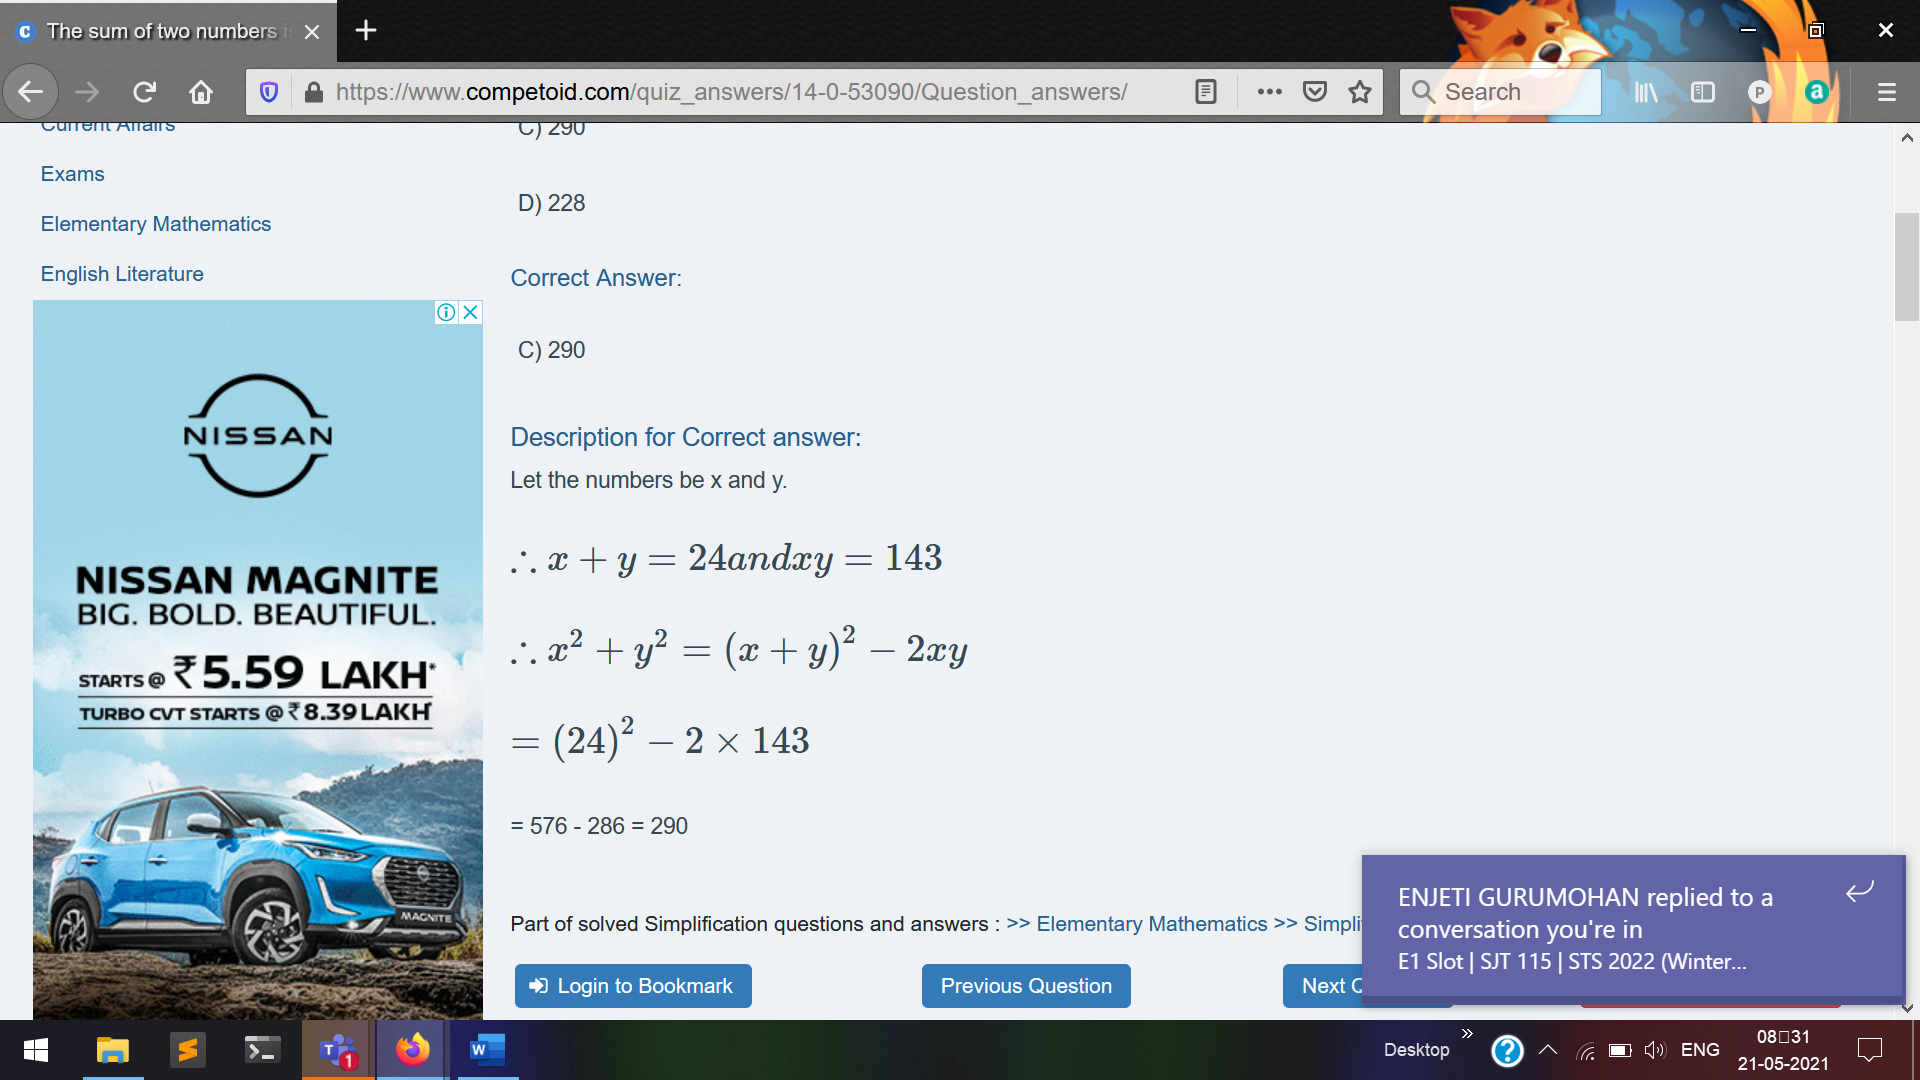 The sum of two numbers is
https://www.competoid.com/quiz_answers/14-0-53090/Question_answers/
Search
Current Affairs
Exams
Elementary Mathematics
English Literature
NISSAN
NISSAN MAGNITE
BIG. BOLD. BEAUTIFUL.
STARTS @ ₹5.59 LAKH*
TURBO CVT STARTS @ ₹8.39 LAKH*
MAGNITE
C) 290
D) 228
Correct Answer:
C) 290
Description for Correct answer:
Let the numbers be x and y.
∴ x + y = 24andxy = 143
∴ x² + y² = (x + y)² − 2xy
= (24)² − 2 × 143
= 576 - 286 = 290
Part of solved Simplification questions and answers : >> Elementary Mathematics >> Simpli
Login to Bookmark
Previous Question
Next Q
ENJETI GURUMOHAN replied to a
conversation you're in
E1 Slot | SJT 115 | STS 2022 (Winter...
Desktop
ENG
08▯31
21-05-2021